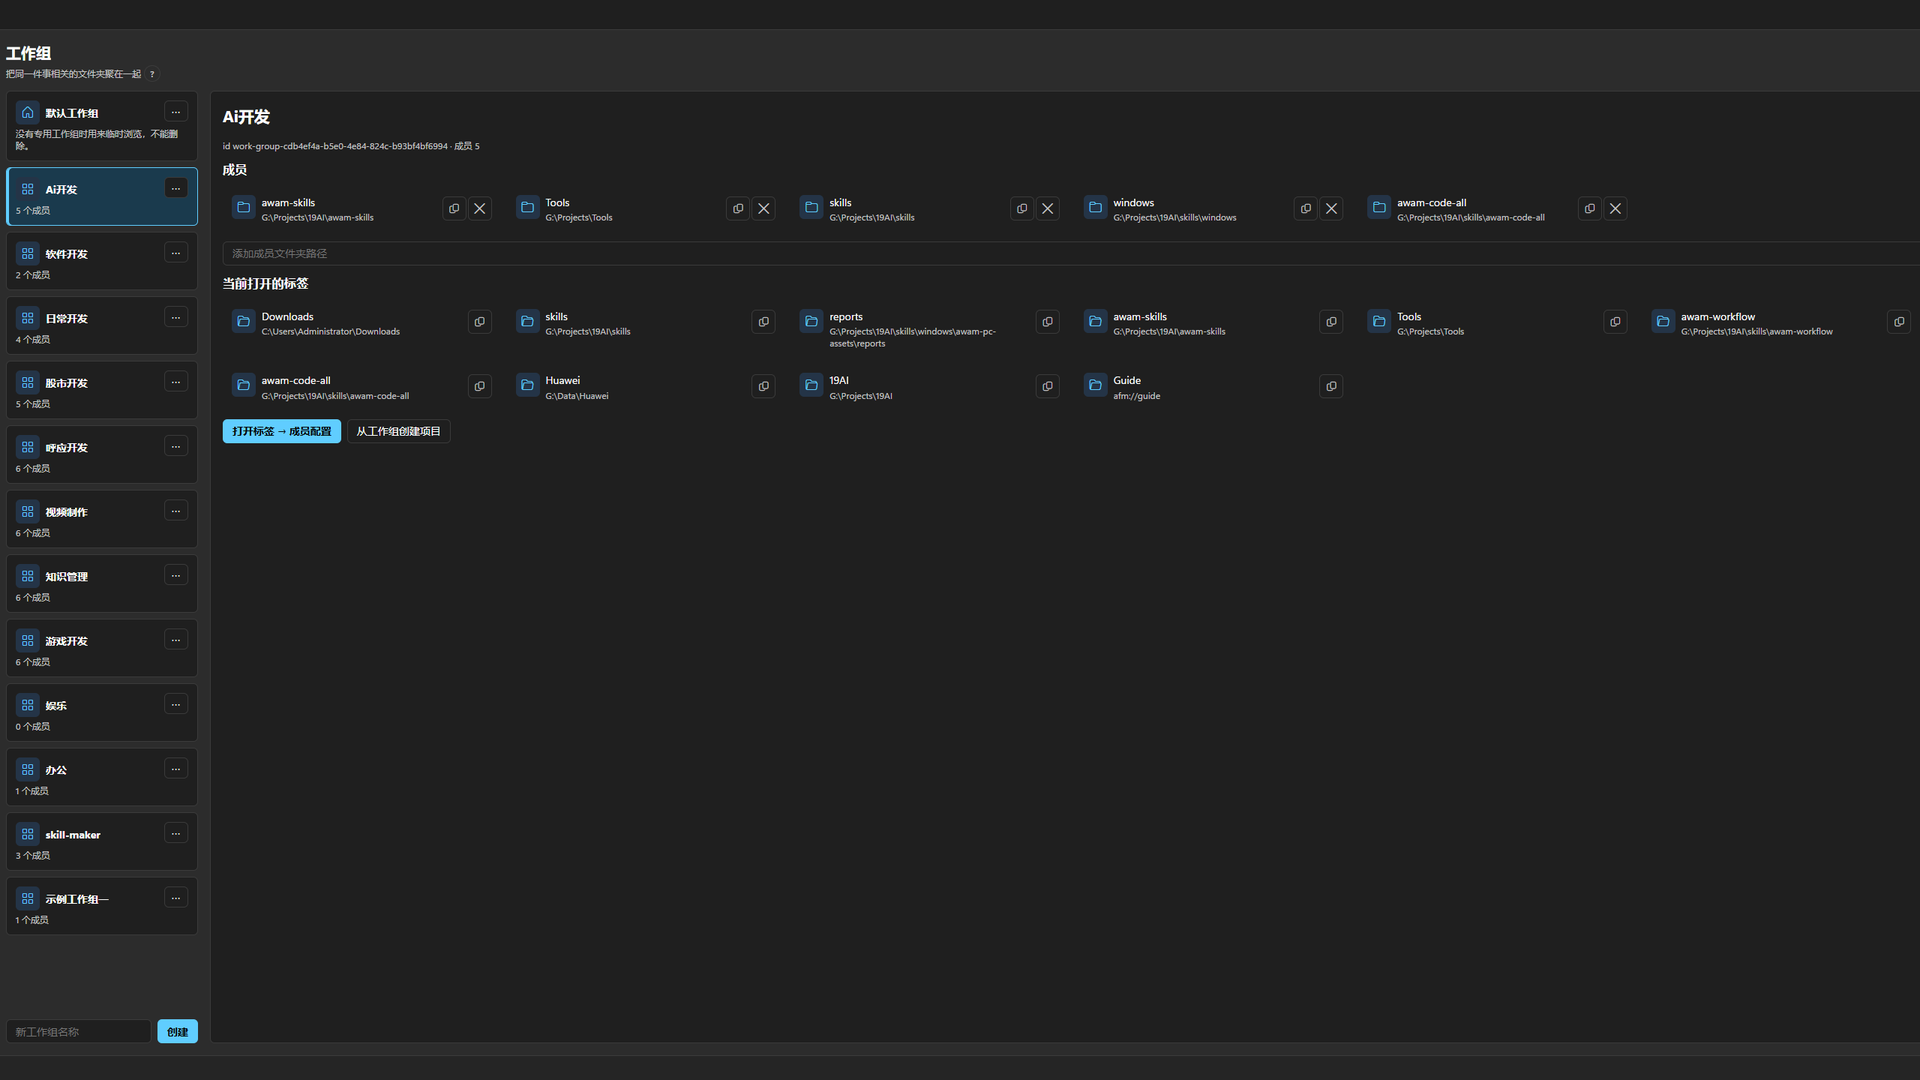 工作组
把同一件事相关的文件夹聚在一起 ?
默认工作组
没有专用工作组时用来临时浏览，不能删
除。
Ai开发
5 个成员
软件开发
2 个成员
日常开发
4 个成员
股市开发
5 个成员
呼应开发
6 个成员
视频制作
6 个成员
知识管理
6 个成员
游戏开发
6 个成员
娱乐
0 个成员
办公
1 个成员
skill-maker
3 个成员
示例工作组一
1 个成员
新工作组名称
创建
Ai开发
id work-group-cdb4ef4a-b5e0-4e84-824c-b93bf4bf6994 · 成员 5
成员
awam-skills
G:\Projects\19AI\awam-skills
Tools
G:\Projects\Tools
skills
G:\Projects\19AI\skills
windows
G:\Projects\19AI\skills\windows
awam-code-all
G:\Projects\19AI\skills\awam-code-all
添加成员文件夹路径
当前打开的标签
Downloads
C:\Users\Administrator\Downloads
skills
G:\Projects\19AI\skills
reports
G:\Projects\19AI\skills\windows\awam-pc-
assets\reports
awam-skills
G:\Projects\19AI\awam-skills
Tools
G:\Projects\Tools
awam-workflow
G:\Projects\19AI\skills\awam-workflow
awam-code-all
G:\Projects\19AI\skills\awam-code-all
Huawei
G:\Data\Huawei
19AI
G:\Projects\19AI
Guide
afm://guide
打开标签 → 成员配置
从工作组创建项目